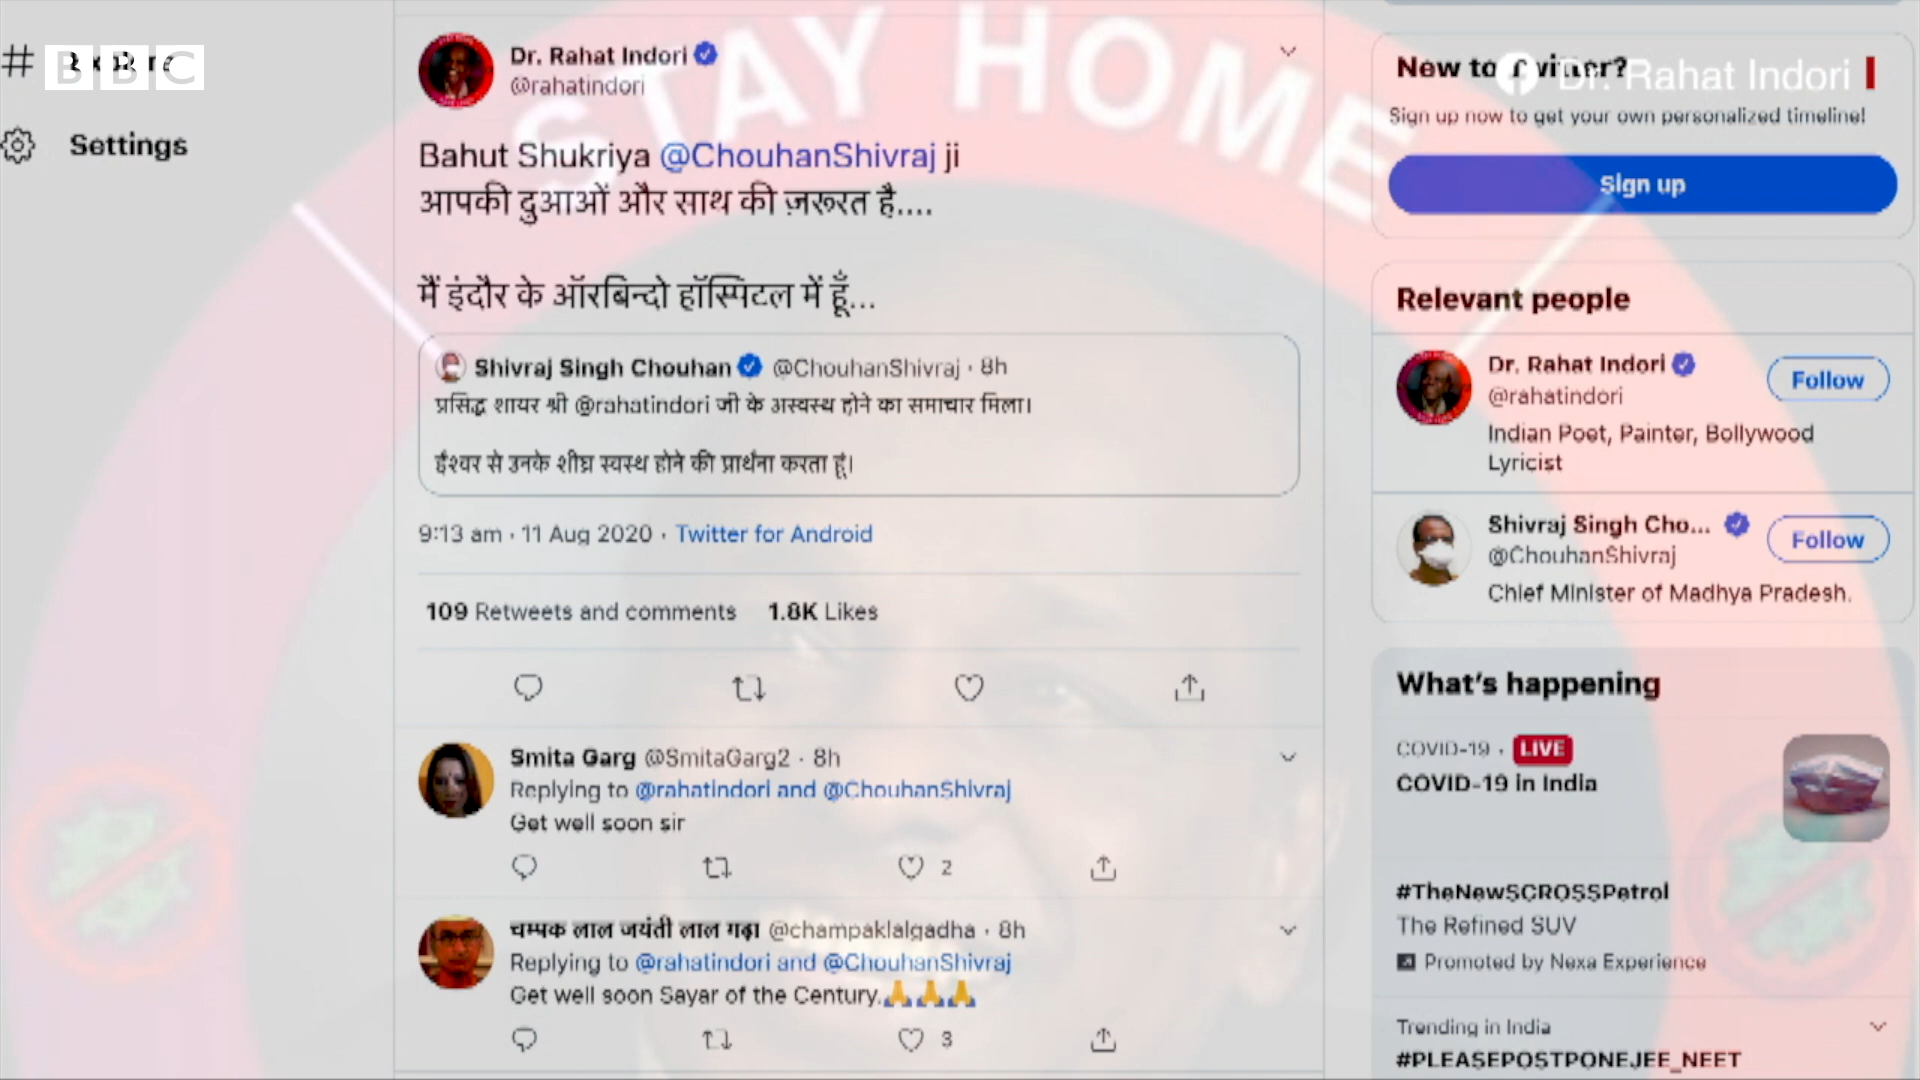 BBC
Explore
Settings
STAY HOME
Dr. Rahat Indori
@rahatindori
Bahut Shukriya @ChouhanShivraj ji
आपकी दुआओं और साथ की ज़रूरत है....
मैं इंदौर के ऑरबिन्दो हॉस्पिटल में हूँ...
Shivraj Singh Chouhan @ChouhanShivraj · 8h
प्रसिद्ध शायर श्री @rahatindori जी के अस्वस्थ होने का समाचार मिला।
ईश्वर से उनके शीघ्र स्वस्थ होने की प्रार्थना करता हूं।
9:13 am · 11 Aug 2020 · Twitter for Android
109 Retweets and comments 1.8K Likes
Smita Garg @SmitaGarg2 · 8h
Replying to @rahatindori and @ChouhanShivraj
Get well soon sir
2
चम्पक लाल जयंती लाल गढ़ा @champaklalgadha · 8h
Replying to @rahatindori and @ChouhanShivraj
Get well soon Sayar of the Century.🙏🙏🙏
3
New to Twitter?
Dr. Rahat Indori
Sign up now to get your own personalized timeline!
Sign up
Relevant people
Dr. Rahat Indori
@rahatindori
Follow
Indian Poet, Painter, Bollywood
Lyricist
Shivraj Singh Cho...
@ChouhanShivraj
Follow
Chief Minister of Madhya Pradesh.
What's happening
COVID-19 · LIVE
COVID-19 in India
#TheNewSCROSSPetrol
The Refined SUV
Promoted by Nexa Experience
Trending in India
#PLEASEPOSTPONEJEE_NEET